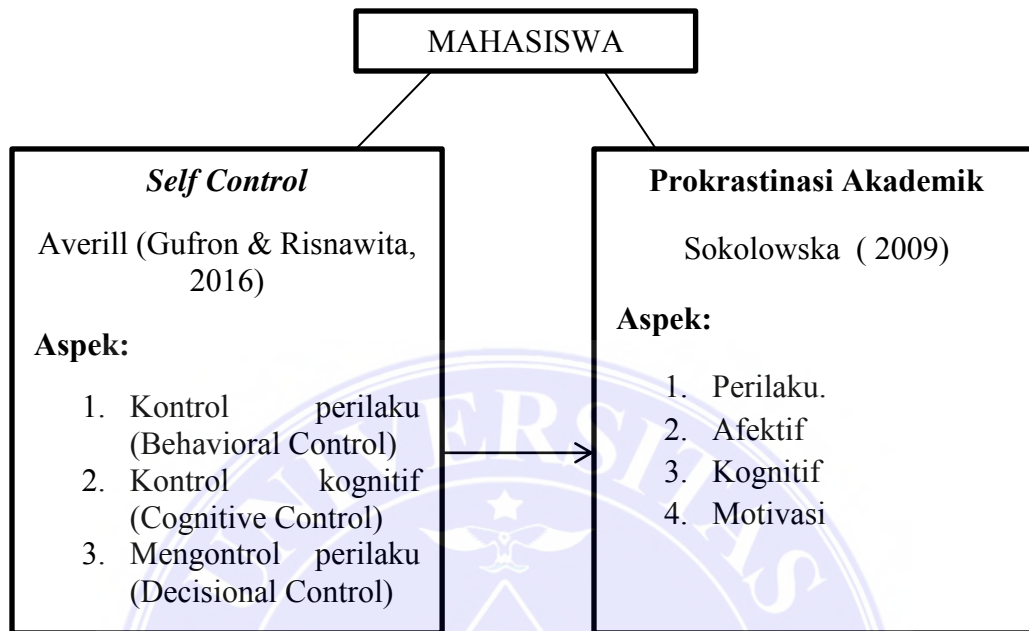 MAHASISWA
Self Control
Averill (Gufron & Risnawita,
2016)
Aspek:
1. Kontrol perilaku
(Behavioral Control)
2. Kontrol kognitif
(Cognitive Control)
3. Mengontrol perilaku
(Decisional Control)
Prokrastinasi Akademik
Sokolowska ( 2009)
Aspek:
1. Perilaku.
2. Afektif
3. Kognitif
4. Motivasi
UNIVERSITAS